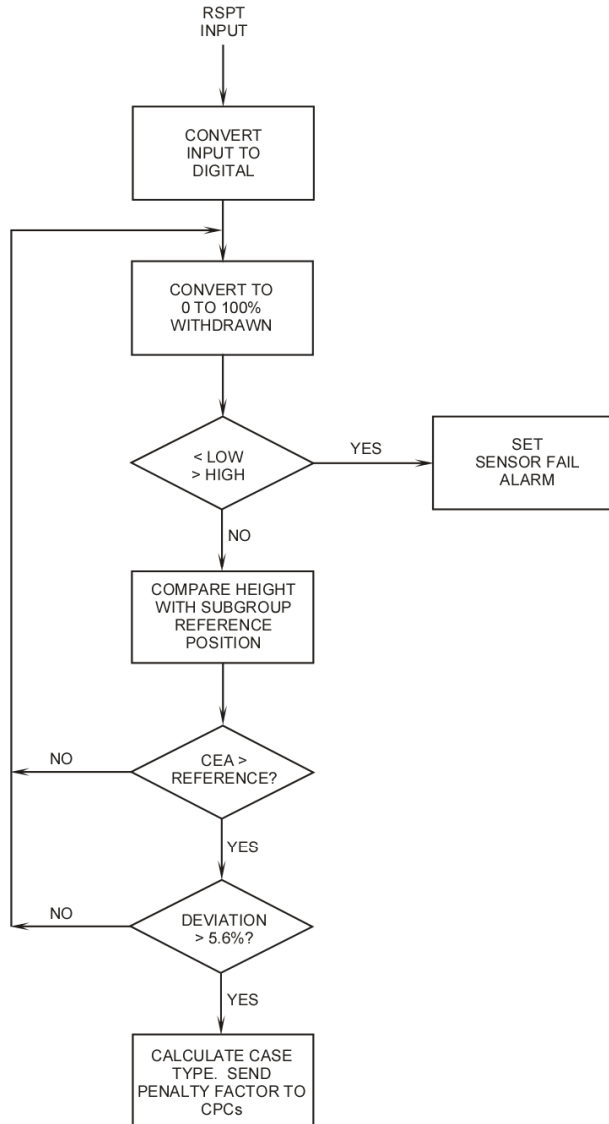 RSPT
INPUT
CONVERT
INPUT TO
DIGITAL
CONVERT TO
0 TO 100%
WITHDRAWN
< LOW
> HIGH
YES
SET
SENSOR FAIL
ALARM
NO
COMPARE HEIGHT
WITH SUBGROUP
REFERENCE
POSITION
CEA >
REFERENCE?
NO
YES
DEVIATION
> 5.6%?
NO
YES
CALCULATE CASE
TYPE. SEND
PENALTY FACTOR TO
CPCs